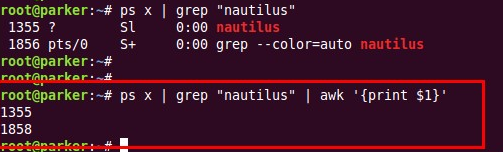 root@parker:~# ps x | grep "nautilus"
 1355 ?        Sl     0:00 nautilus
 1856 pts/0    S+     0:00 grep --color=auto nautilus
root@parker:~#
root@parker:~#
root@parker:~# ps x | grep "nautilus" | awk '{print $1}'
1355
1858
root@parker:~#